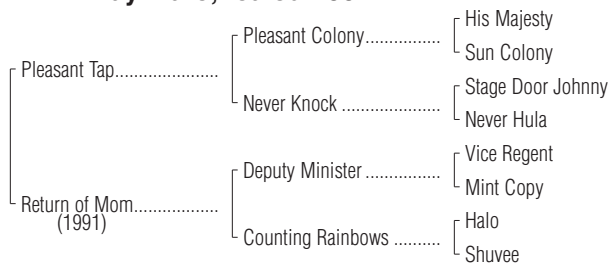 His Majesty
Pleasant Colony..................
Sun Colony
Pleasant Tap.....................
Stage Door Johnny
Never Knock ....................
Never Hula
Vice Regent
Deputy Minister ................
Mint Copy
Return of Mom.................
(1991)
Halo
Counting Rainbows ..........
Shuvee